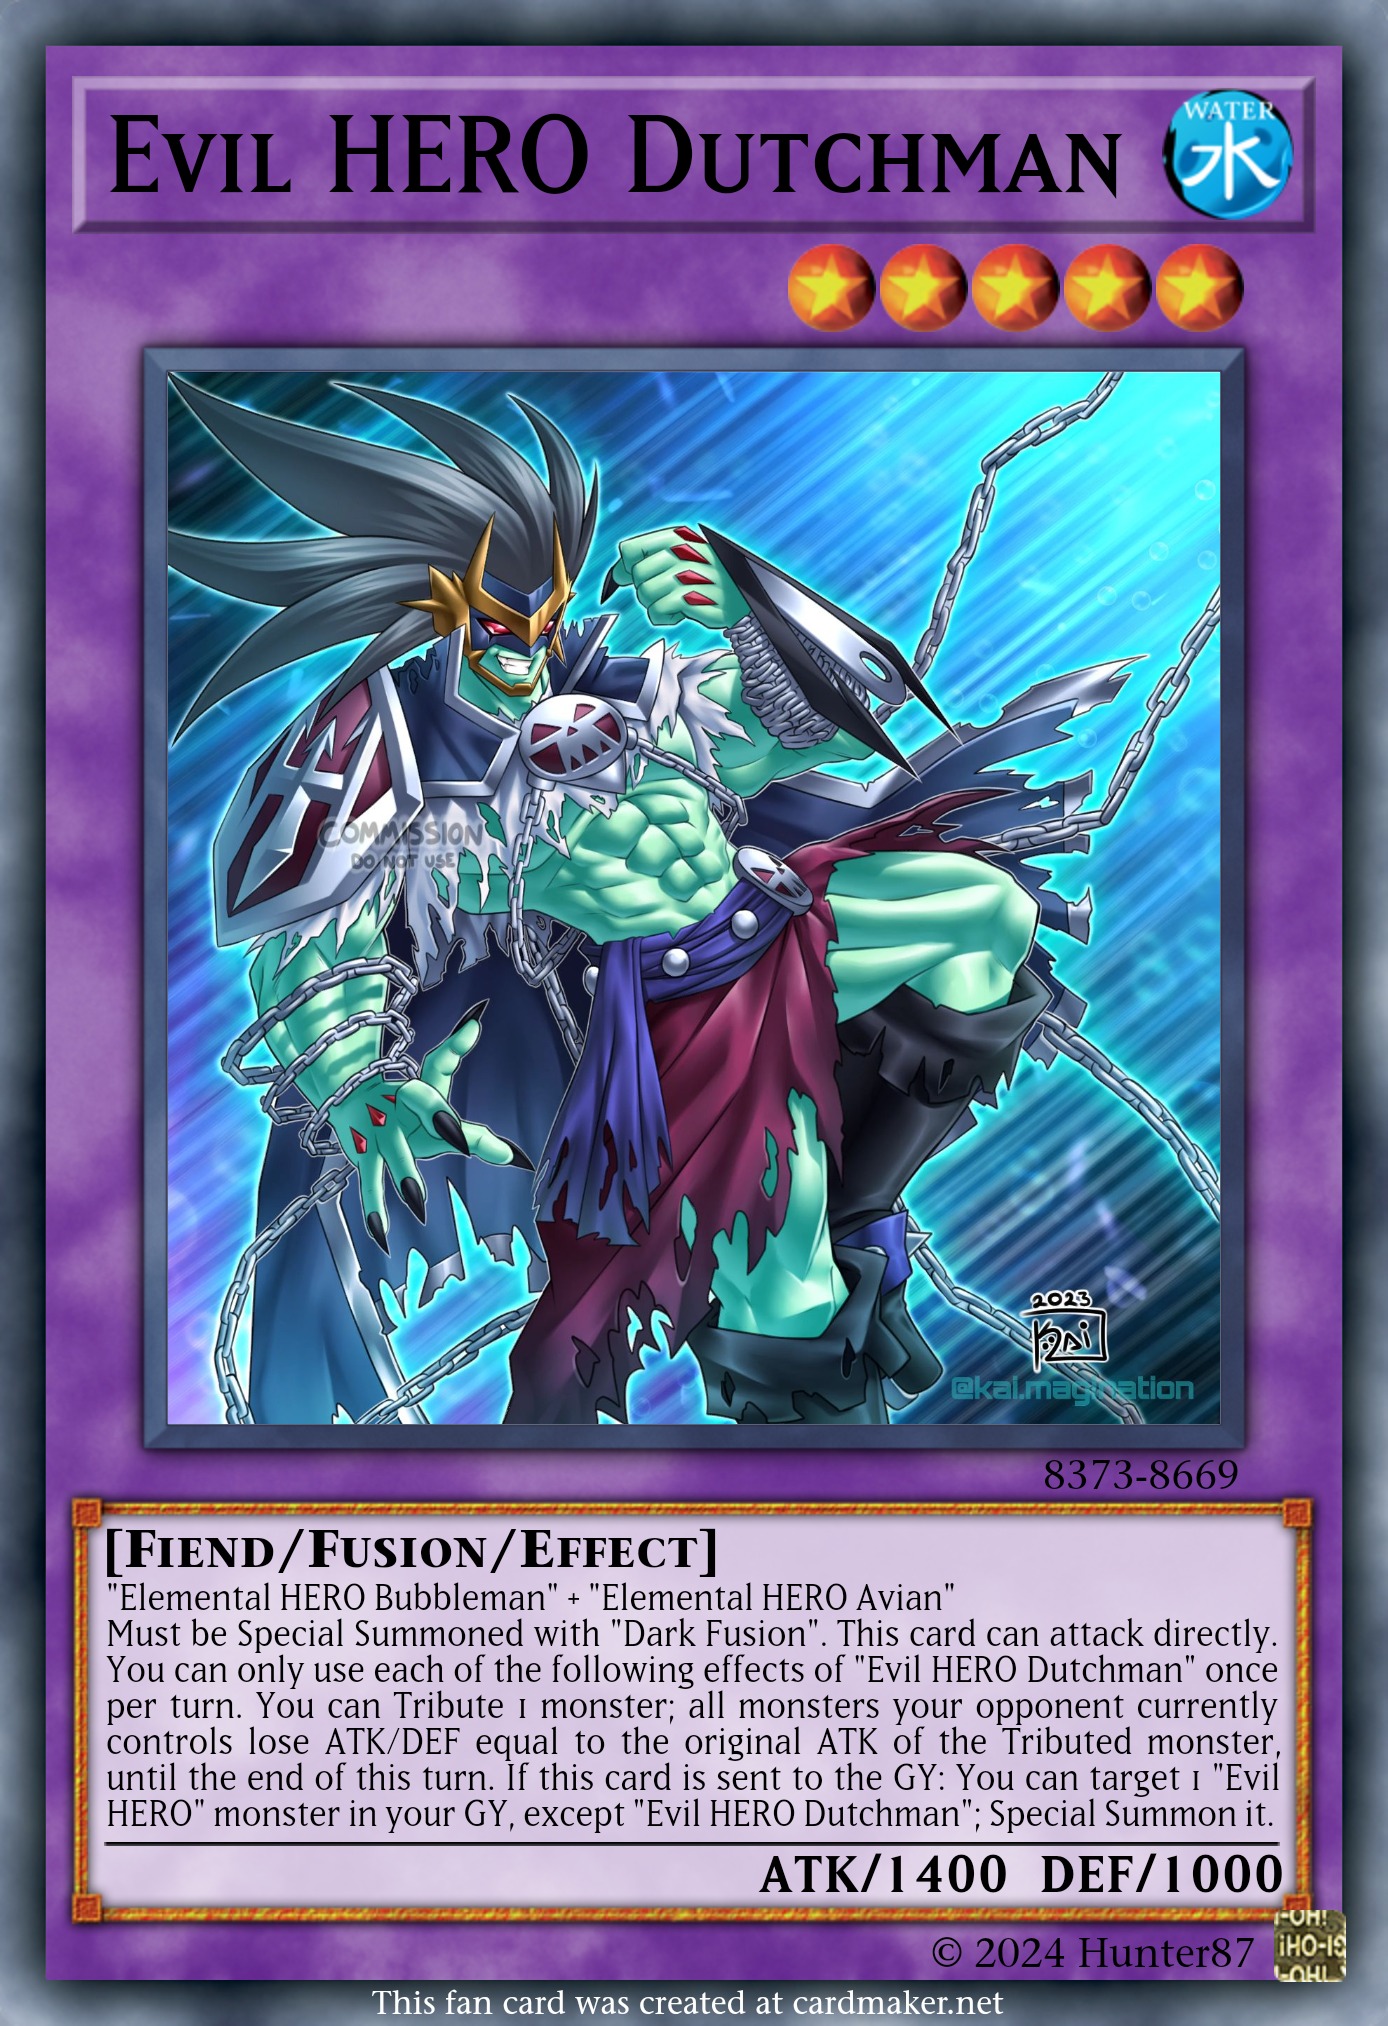 Evil HERO Dutchman
WATER
水
COMMISSION
DO NOT USE
2023
Kai
@kai.magination
8373-8669
[Fiend/Fusion/Effect]
"Elemental HERO Bubbleman" + "Elemental HERO Avian"
Must be Special Summoned with "Dark Fusion". This card can attack directly.
You can only use each of the following effects of "Evil HERO Dutchman" once
per turn. You can Tribute 1 monster; all monsters your opponent currently
controls lose ATK/DEF equal to the original ATK of the Tributed monster,
until the end of this turn. If this card is sent to the GY: You can target 1 "Evil
HERO" monster in your GY, except "Evil HERO Dutchman"; Special Summon it.
ATK/1400 DEF/1000
© 2024 Hunter87
This fan card was created at cardmaker.net